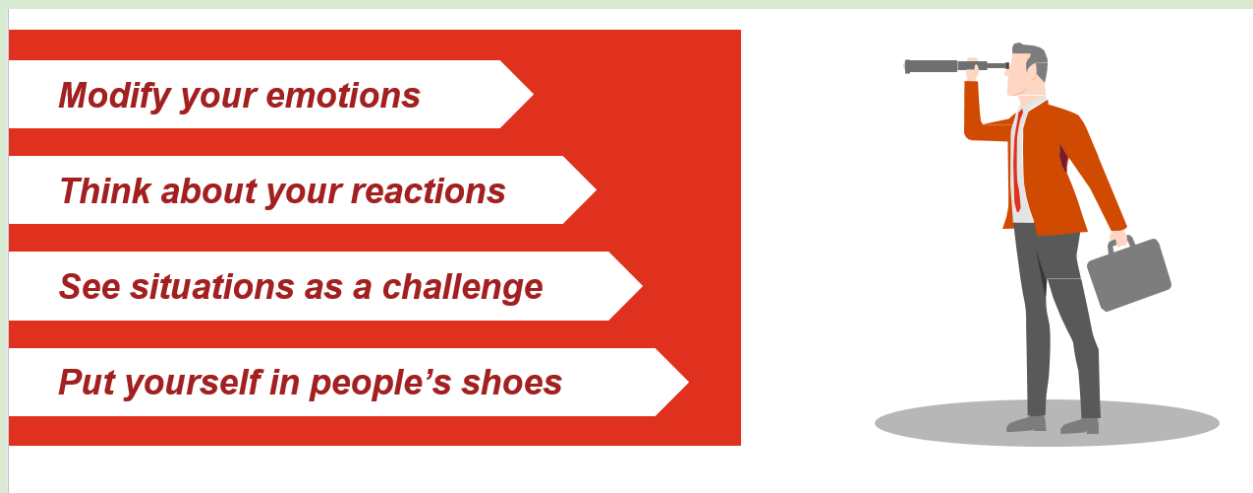 Modify your emotions
Think about your reactions
See situations as a challenge
Put yourself in people’s shoes